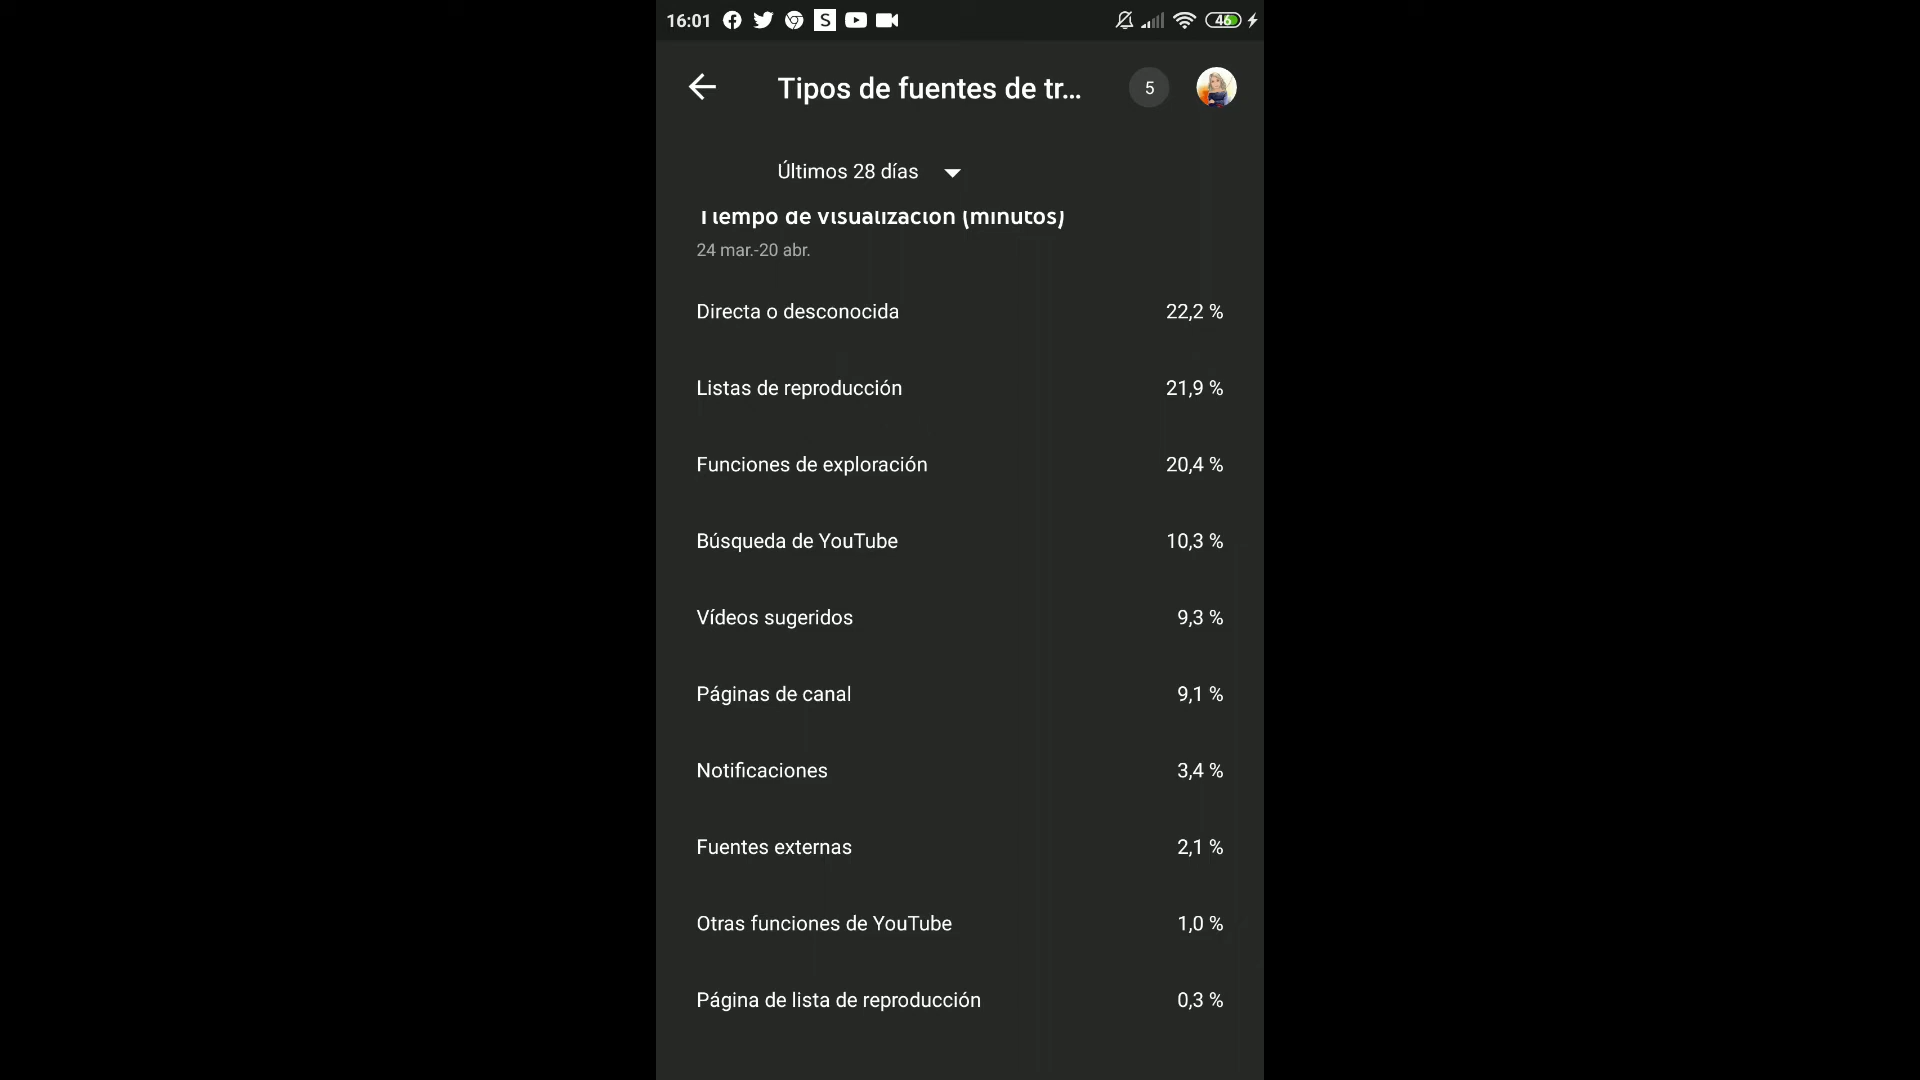 16:01 S 46
Tipos de fuentes de tr... 5
Últimos 28 días
Tiempo de visualización (minutos)
24 mar.-20 abr.
Directa o desconocida 22,2 %
Listas de reproducción 21,9 %
Funciones de exploración 20,4 %
Búsqueda de YouTube 10,3 %
Vídeos sugeridos 9,3 %
Páginas de canal 9,1 %
Notificaciones 3,4 %
Fuentes externas 2,1 %
Otras funciones de YouTube 1,0 %
Página de lista de reproducción 0,3 %